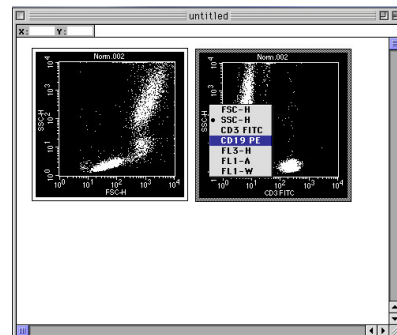 untitled
X: Y:
Norm.002
10⁴
10³
10²
10¹
10⁰
SSC-H
10⁰ 10¹ 10² 10³ 10⁴
FSC-H
Norm.002
10⁴
SSC-H
FSC-H
• SSC-H
CD3 FITC
CD19 PE
FL3-H
FL1-A
FL1-W
10¹ 10² 10³ 10⁴
CD3 FITC